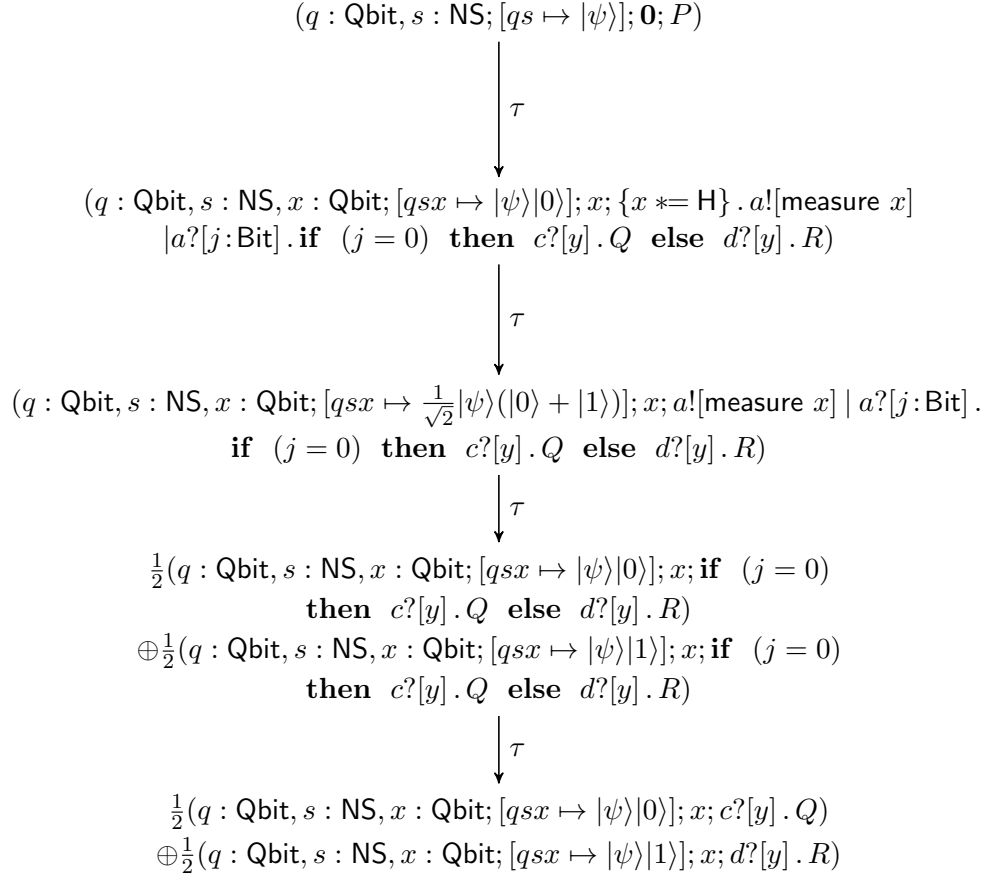 (q : Qbit, s : NS; [qs ↦ |ψ⟩]; 0; P)
τ
(q : Qbit, s : NS, x : Qbit; [qsx ↦ |ψ⟩|0⟩]; x; {x *= H} . a![measure x]
|a?[j:Bit] . if (j = 0) then c?[y] . Q else d?[y] . R)
τ
(q : Qbit, s : NS, x : Qbit; [qsx ↦ 1/√2|ψ⟩(|0⟩ + |1⟩)]; x; a![measure x] | a?[j:Bit] .
if (j = 0) then c?[y] . Q else d?[y] . R)
τ
1/2(q : Qbit, s : NS, x : Qbit; [qsx ↦ |ψ⟩|0⟩]; x; if (j = 0)
then c?[y] . Q else d?[y] . R)
⊕1/2(q : Qbit, s : NS, x : Qbit; [qsx ↦ |ψ⟩|1⟩]; x; if (j = 0)
then c?[y] . Q else d?[y] . R)
τ
1/2(q : Qbit, s : NS, x : Qbit; [qsx ↦ |ψ⟩|0⟩]; x; c?[y] . Q)
⊕1/2(q : Qbit, s : NS, x : Qbit; [qsx ↦ |ψ⟩|1⟩]; x; d?[y] . R)